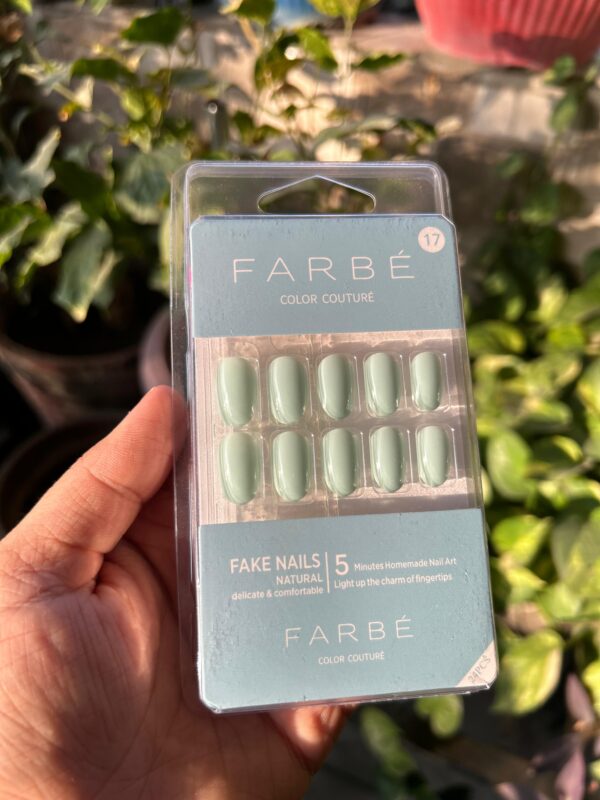 17
FARBÉ
COLOR COUTURÉ
FAKE NAILS
NATURAL
delicate & comfortable
5 Minutes Homemade Nail Art
Light up the charm of fingertips
FARBÉ
COLOR COUTURÉ
24PCS